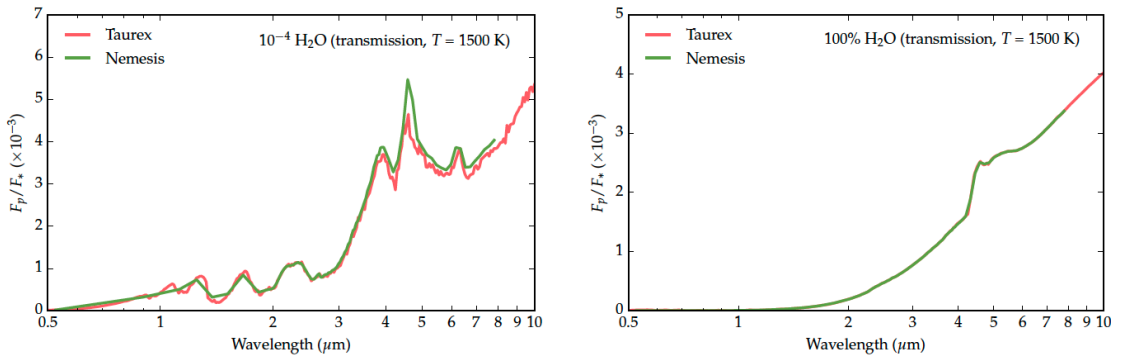 7
6
5
4
3
2
1
0
F_p / F_* (×10^{-3})
Taurex
Nemesis
10^{-4} H_2O (transmission, T = 1500 K)
0.5 1 2 3 4 5 6 7 8 9 10
Wavelength (μm)
5
4
3
2
1
0
F_p / F_* (×10^{-3})
Taurex
Nemesis
100% H_2O (transmission, T = 1500 K)
0.5 1 2 3 4 5 6 7 8 9 10
Wavelength (μm)